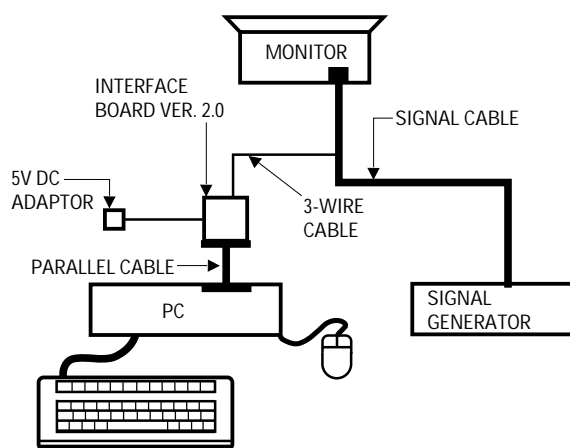 MONITOR
INTERFACE
BOARD VER. 2.0
SIGNAL CABLE
5V DC
ADAPTOR
3-WIRE
CABLE
PARALLEL CABLE
PC
SIGNAL
GENERATOR